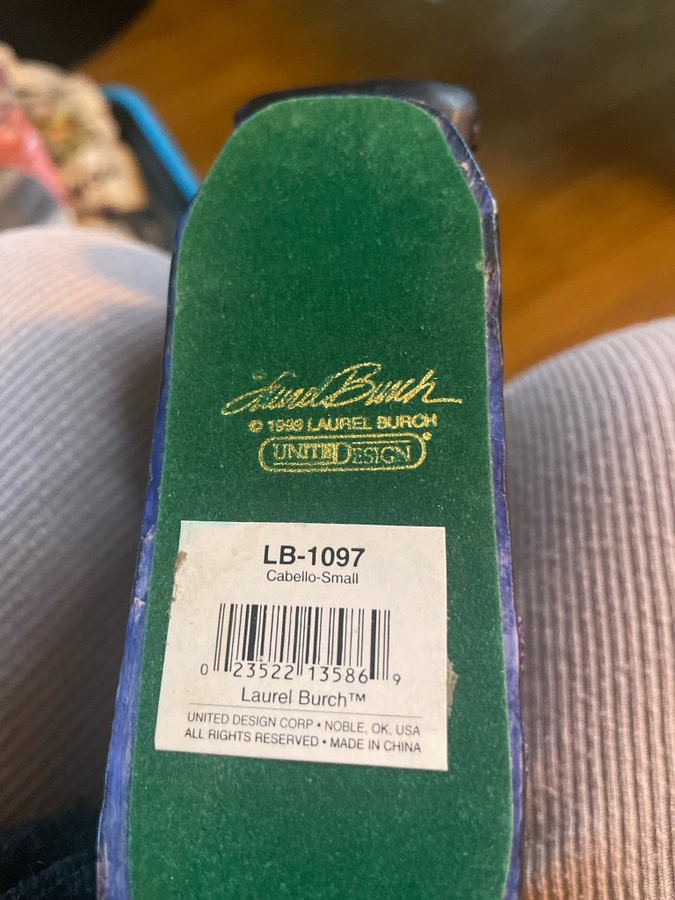 Laurel Burch
© 1999 LAUREL BURCH
UNITED DESIGN®
LB-1097
Cabello-Small
0 23522 13586 9
Laurel Burch™
UNITED DESIGN CORP • NOBLE, OK, USA
ALL RIGHTS RESERVED • MADE IN CHINA